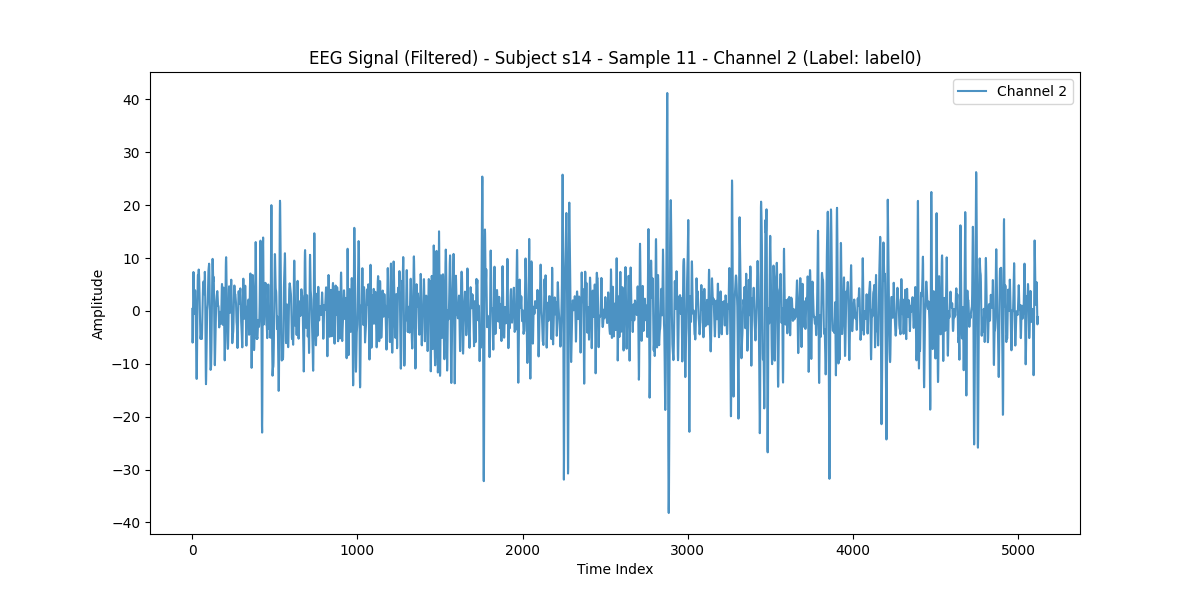 EEG Signal (Filtered) - Subject s14 - Sample 11 - Channel 2 (Label: label0)
Channel 2
Amplitude
40
30
20
10
0
−10
−20
−30
−40
0 1000 2000 3000 4000 5000
Time Index